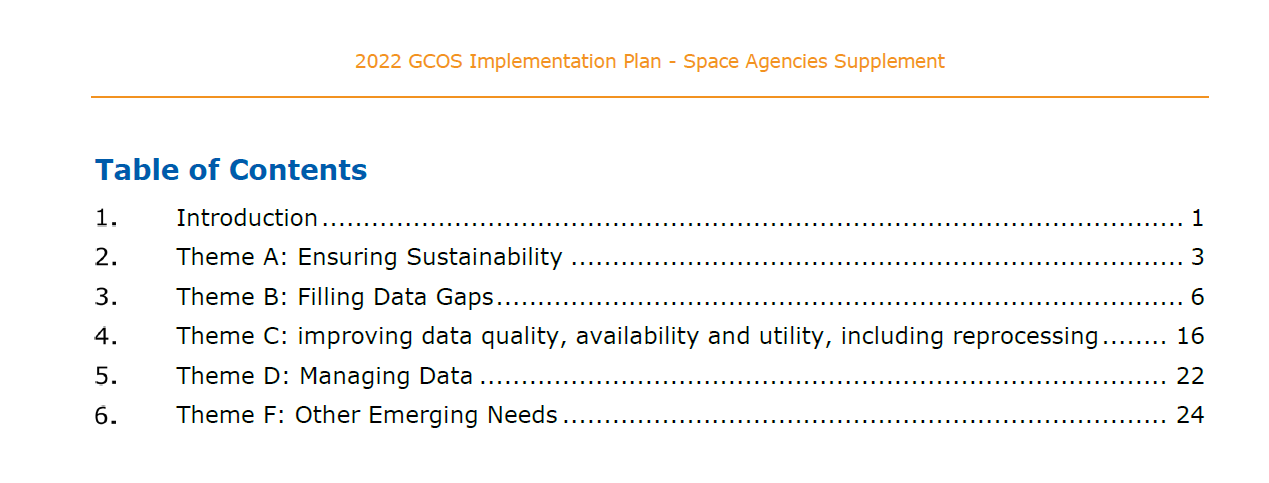 2022 GCOS Implementation Plan - Space Agencies Supplement
Table of Contents
1. Introduction ........................................................................................................ 1
2. Theme A: Ensuring Sustainability .......................................................................... 3
3. Theme B: Filling Data Gaps................................................................................... 6
4. Theme C: improving data quality, availability and utility, including reprocessing........ 16
5. Theme D: Managing Data ................................................................................... 22
6. Theme F: Other Emerging Needs ......................................................................... 24